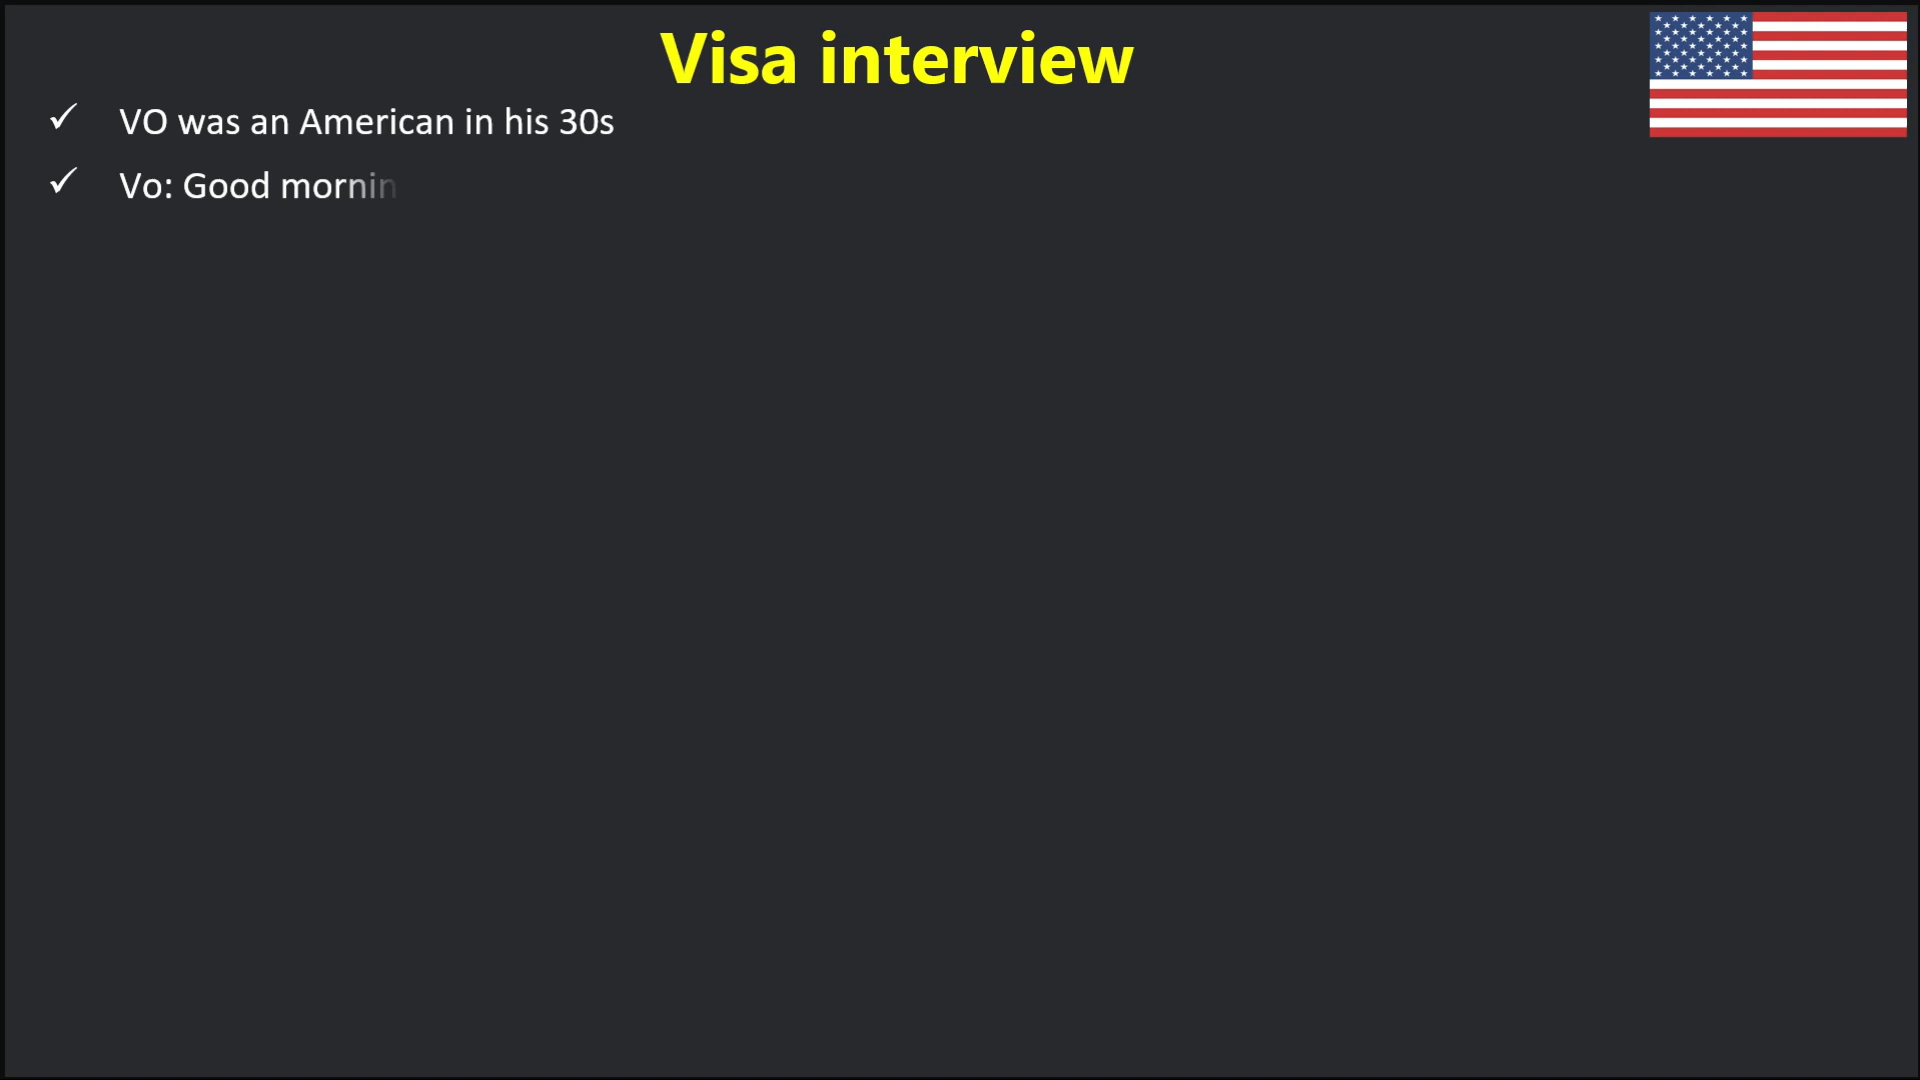 Visa interview
✓ VO was an American in his 30s
✓ Vo: Good mornin